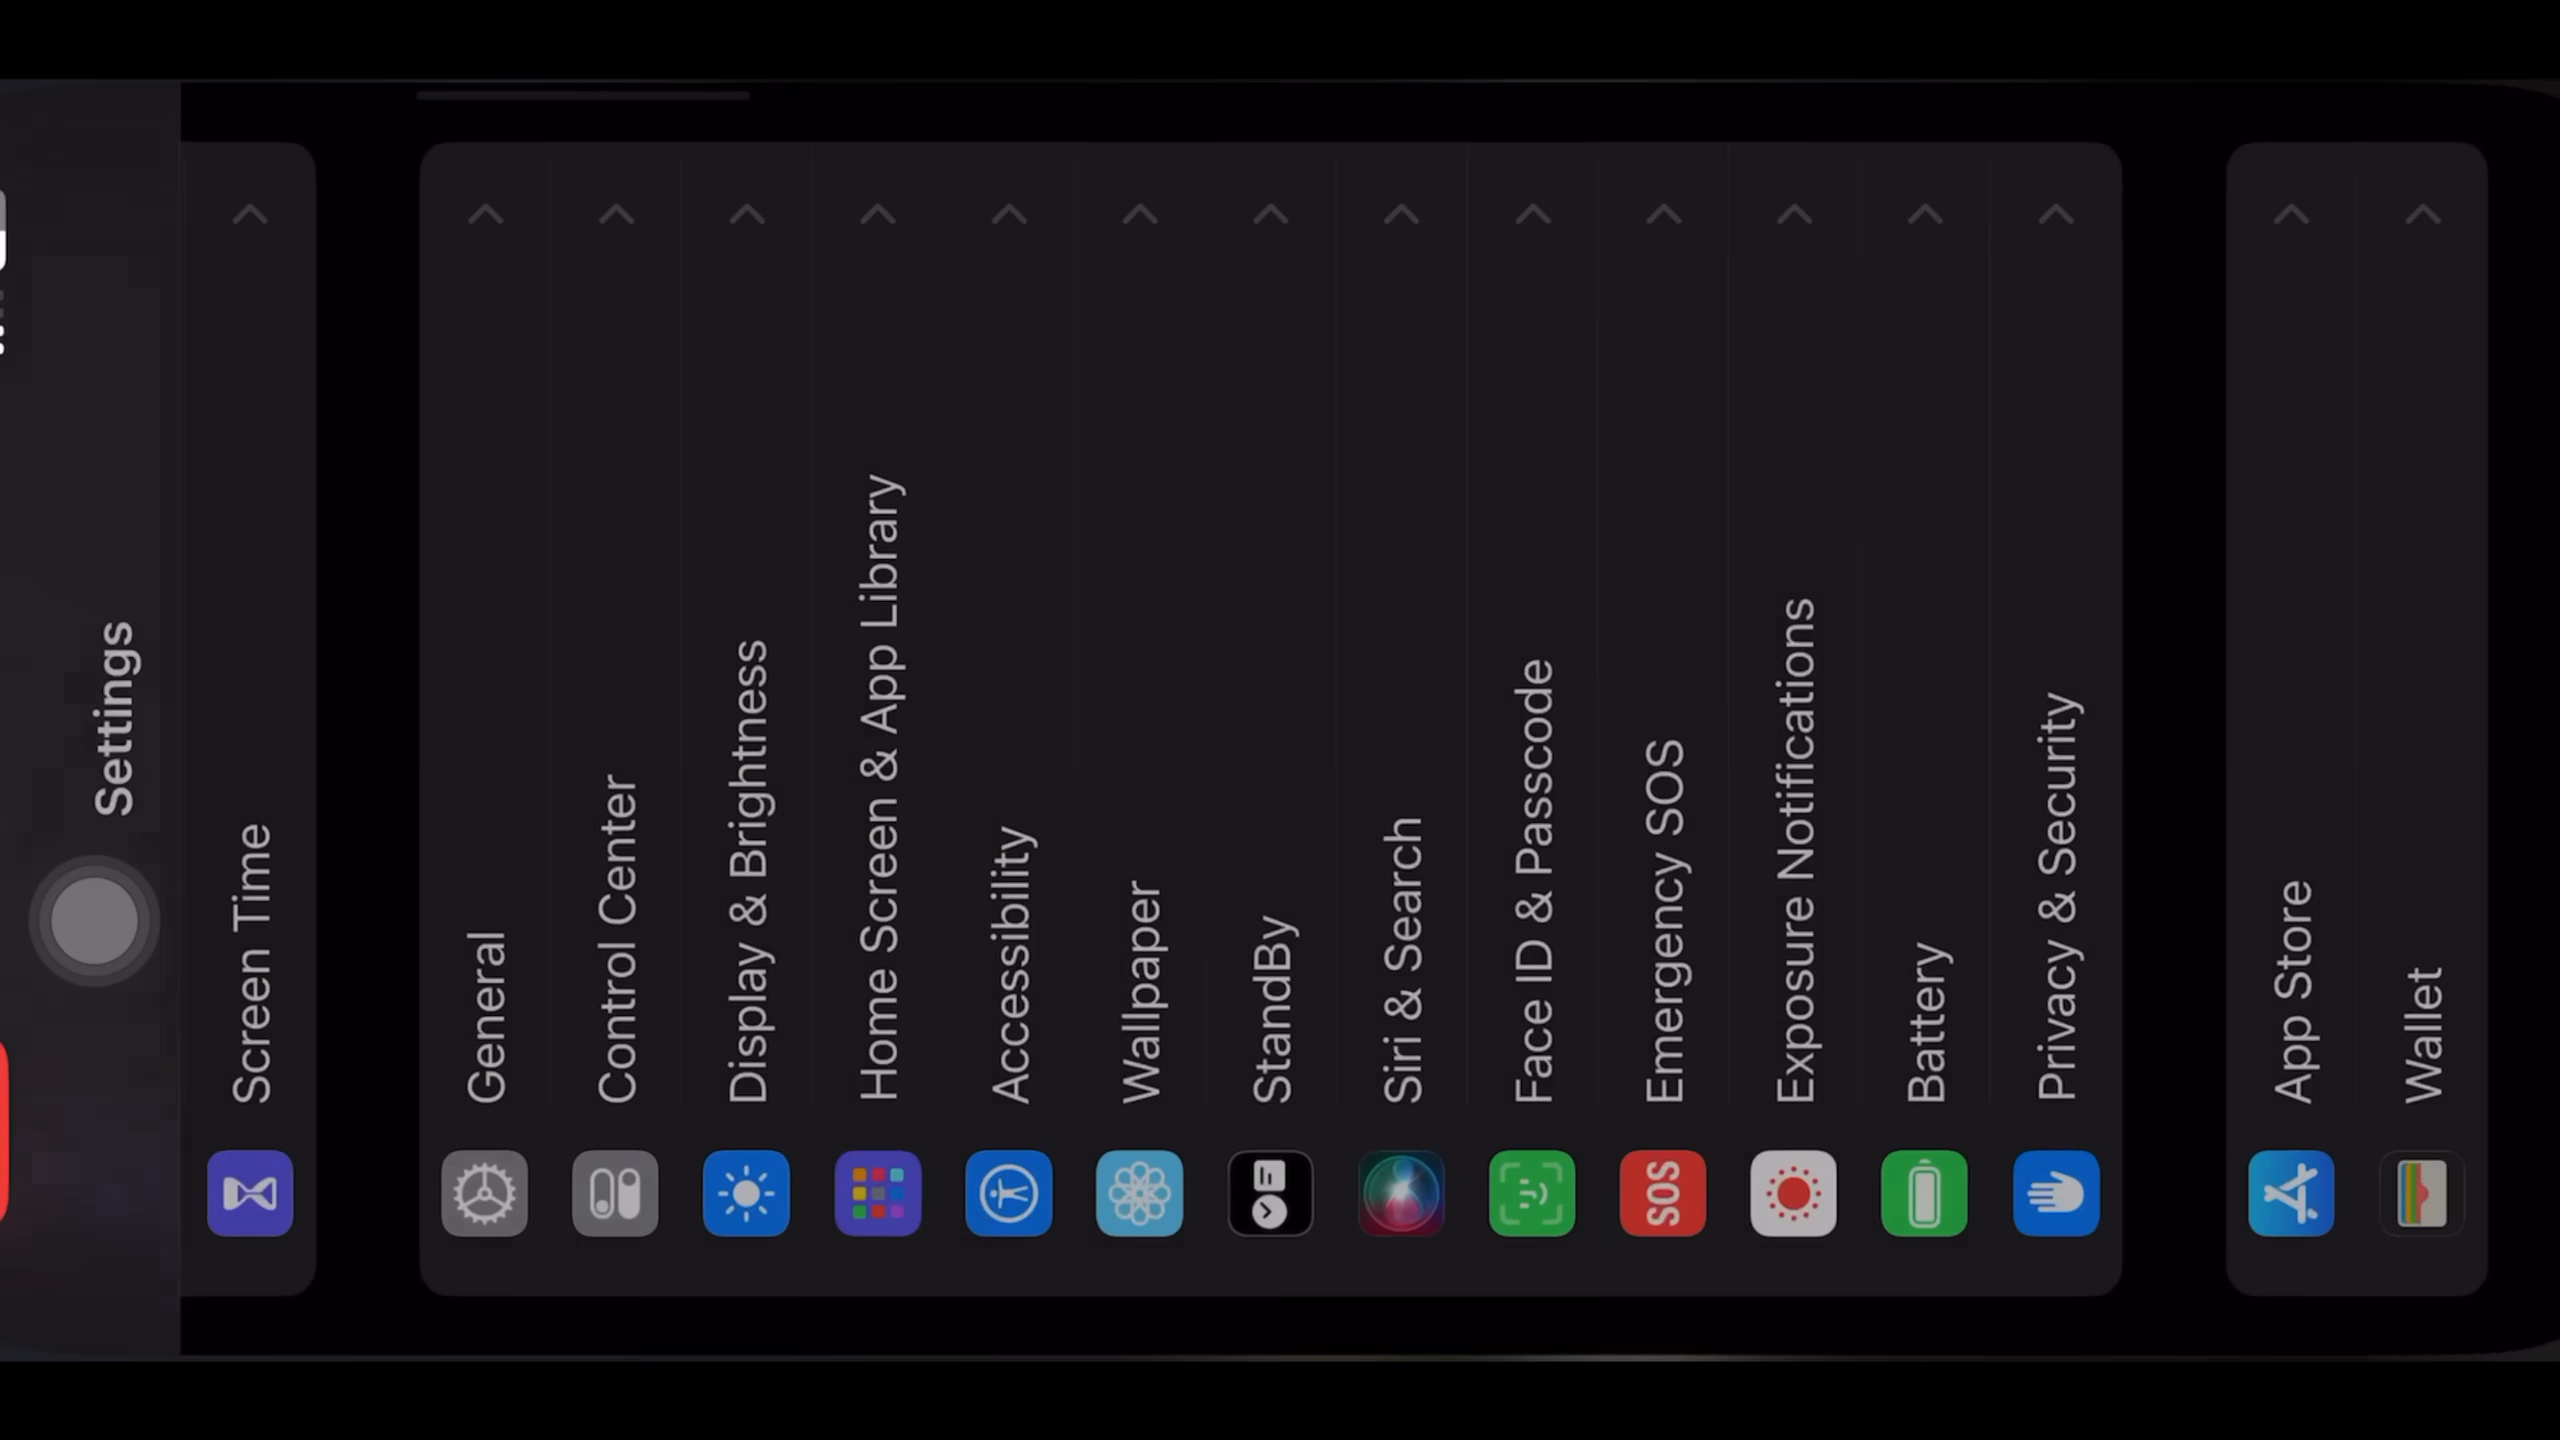 Settings
Screen Time
General
Control Center
Display & Brightness
Home Screen & App Library
Accessibility
Wallpaper
StandBy
Siri & Search
Face ID & Passcode
SOS Emergency SOS
Exposure Notifications
Battery
Privacy & Security
App Store
Wallet